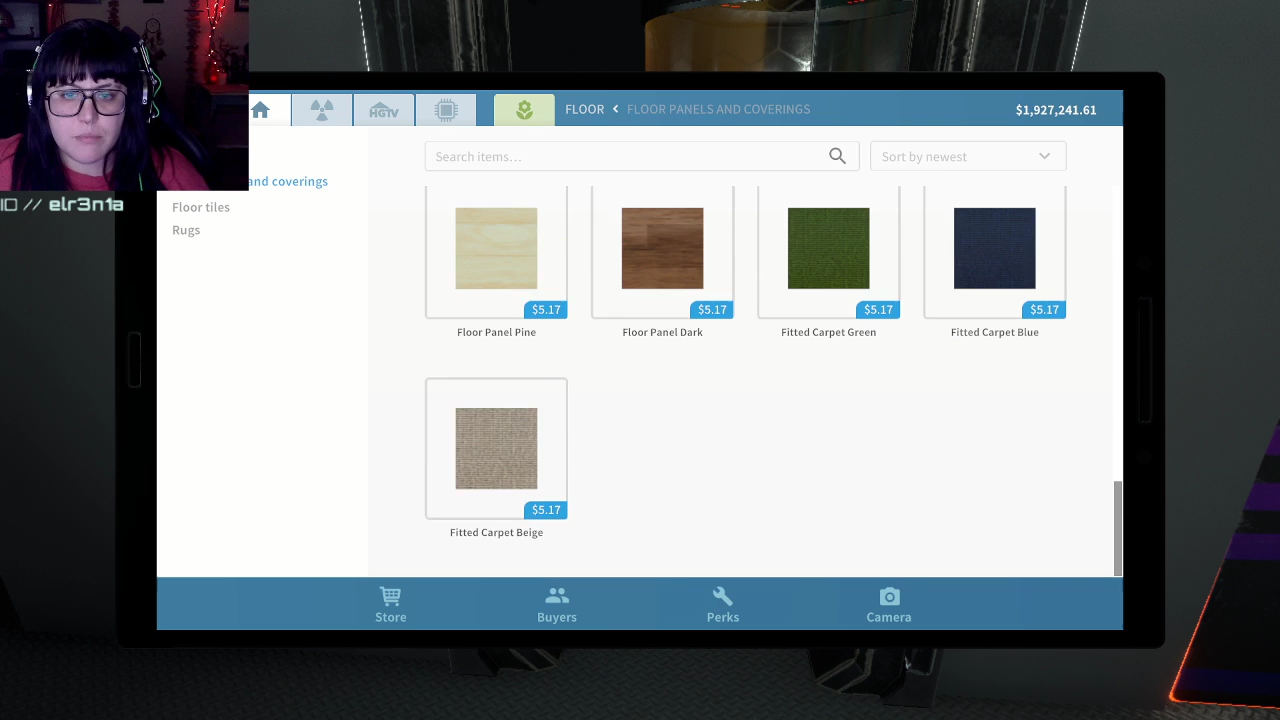 HGTV
FLOOR < FLOOR PANELS AND COVERINGS
$1,927,241.61
Search items...
Sort by newest
and coverings
ID // elr3n1a
Floor tiles
Rugs
$5.17 $5.17 $5.17 $5.17
Floor Panel Pine Floor Panel Dark Fitted Carpet Green Fitted Carpet Blue
$5.17
Fitted Carpet Beige
Store Buyers Perks Camera